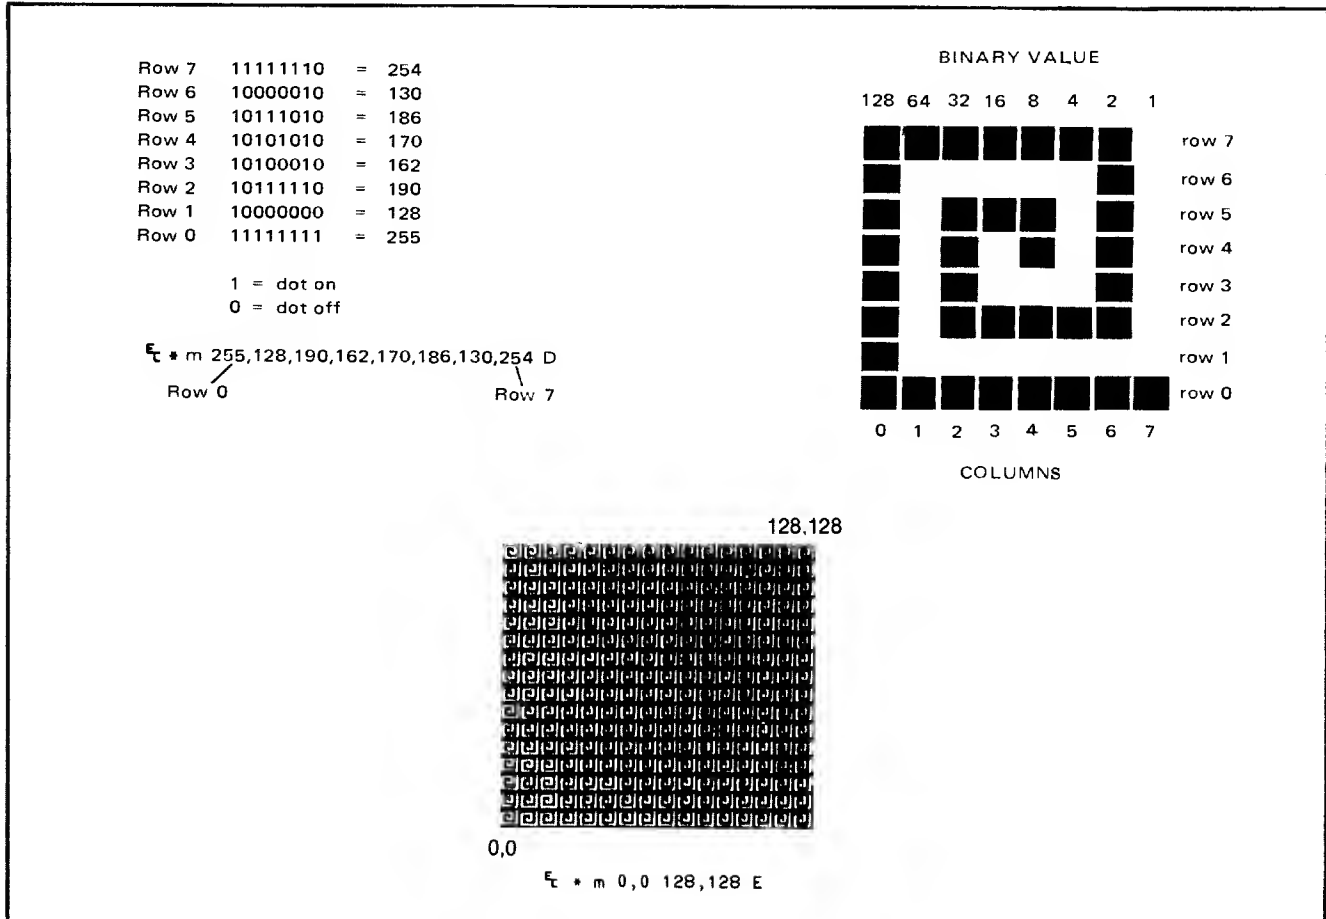 Row 7 11111110 = 254
Row 6 10000010 = 130
Row 5 10111010 = 186
Row 4 10101010 = 170
Row 3 10100010 = 162
Row 2 10111110 = 190
Row 1 10000000 = 128
Row 0 11111111 = 255
1 = dot on
0 = dot off
Ec * m 255,128,190,162,170,186,130,254 D
Row 0 Row 7
BINARY VALUE
128 64 32 16 8 4 2 1
row 7
row 6
row 5
row 4
row 3
row 2
row 1
row 0
0 1 2 3 4 5 6 7
COLUMNS
128,128
0,0
Ec * m 0,0 128,128 E